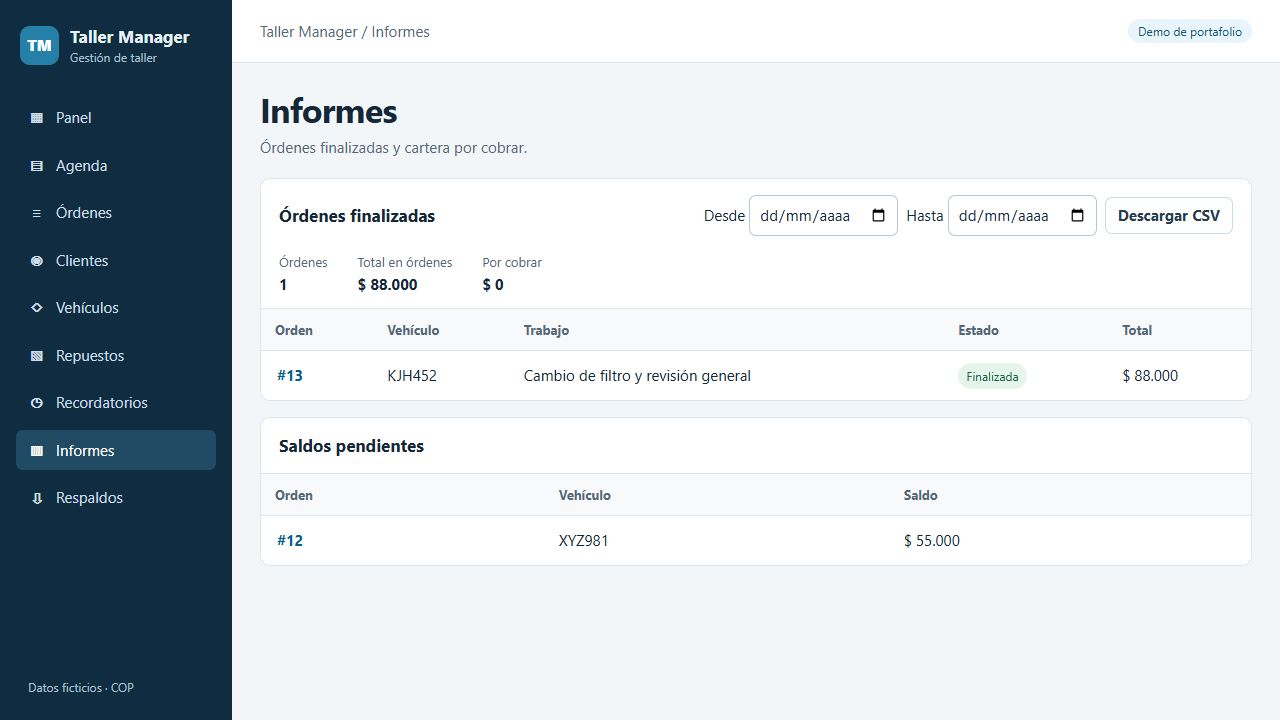 TM
Taller Manager
Gestión de taller
Panel
Agenda
Órdenes
Clientes
Vehículos
Repuestos
Recordatorios
Informes
Respaldos
Datos ficticios · COP
Taller Manager / Informes
Demo de portafolio
Informes
Órdenes finalizadas y cartera por cobrar.
Órdenes finalizadas
Desde dd/mm/aaaa Hasta dd/mm/aaaa Descargar CSV
Órdenes Total en órdenes Por cobrar
1 $ 88.000 $ 0
Orden Vehículo Trabajo Estado Total
#13 KJH452 Cambio de filtro y revisión general Finalizada $ 88.000
Saldos pendientes
Orden Vehículo Saldo
#12 XYZ981 $ 55.000